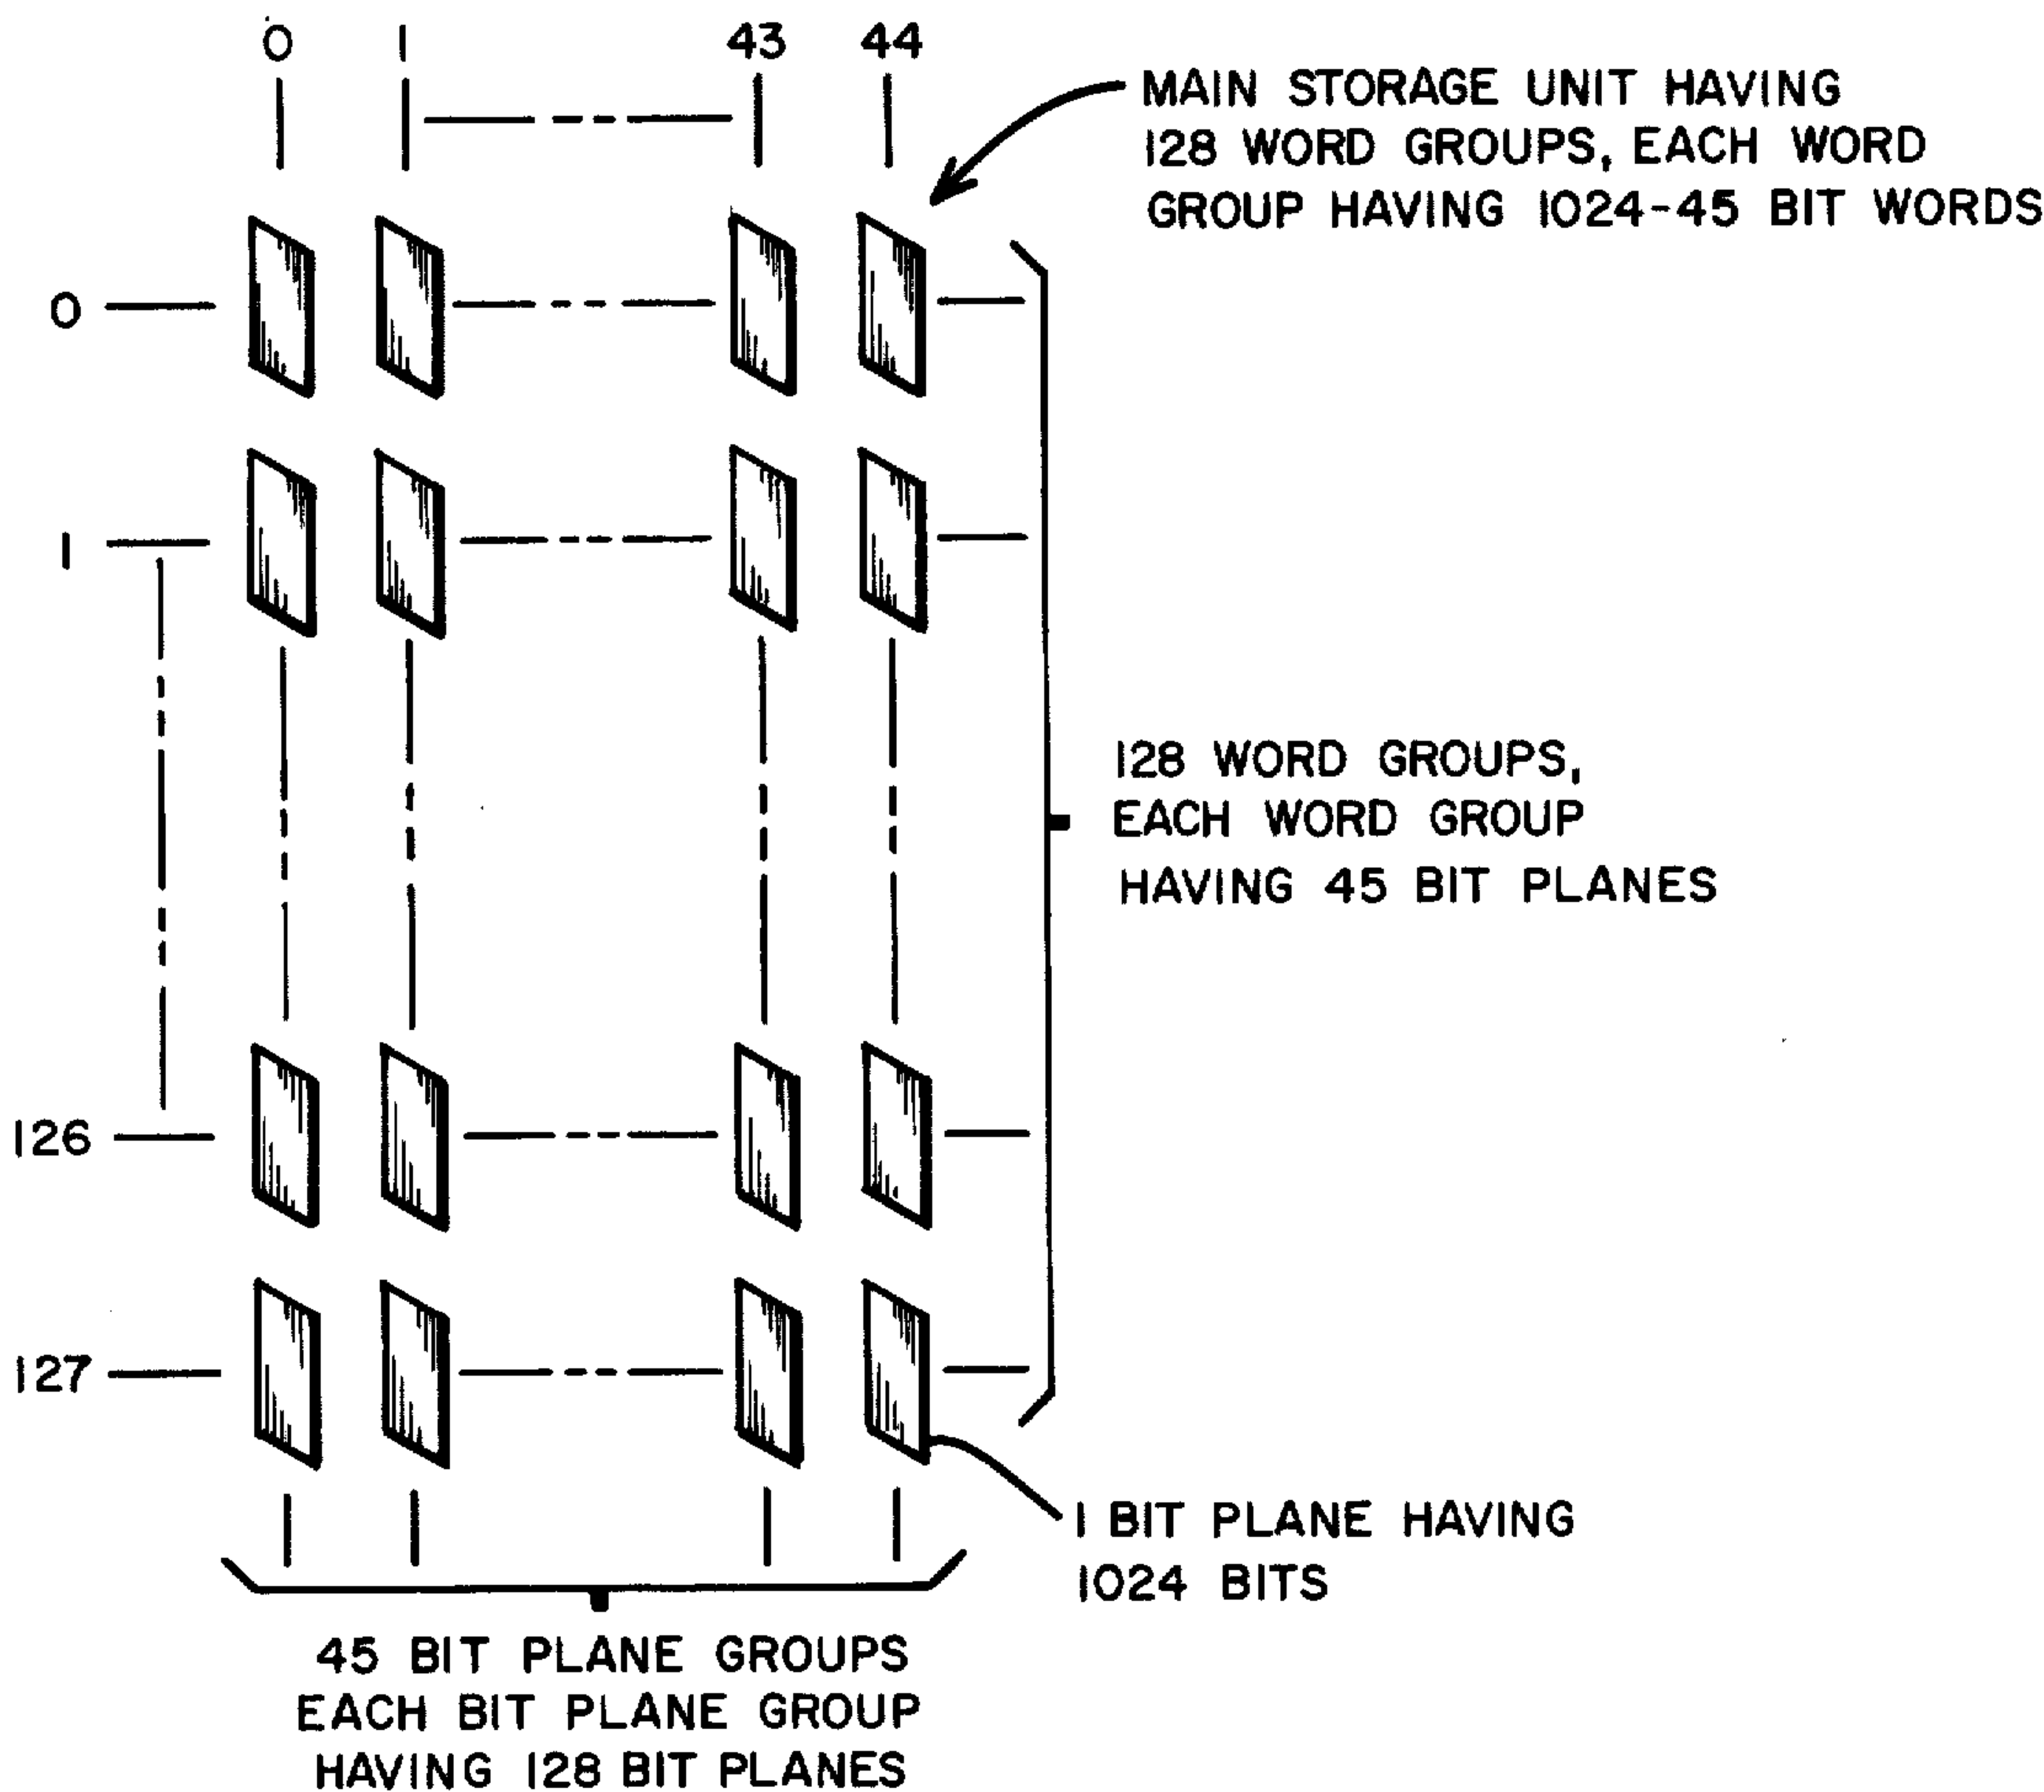 0 1 43 44
MAIN STORAGE UNIT HAVING
128 WORD GROUPS, EACH WORD
GROUP HAVING 1024-45 BIT WORDS
0
1
128 WORD GROUPS,
EACH WORD GROUP
HAVING 45 BIT PLANES
126
127
1 BIT PLANE HAVING
1024 BITS
45 BIT PLANE GROUPS
EACH BIT PLANE GROUP
HAVING 128 BIT PLANES